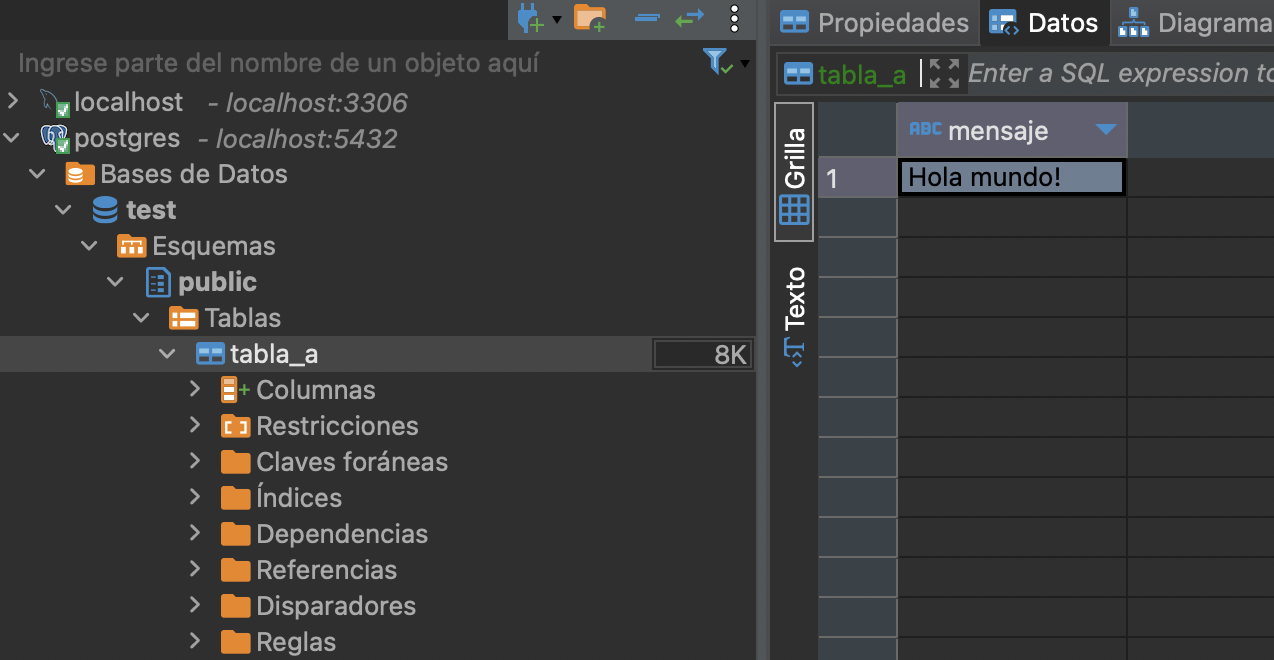 Ingrese parte del nombre de un objeto aquí
localhost - localhost:3306
postgres - localhost:5432
Bases de Datos
test
Esquemas
public
Tablas
tabla_a 8K
Columnas
Restricciones
Claves foráneas
Índices
Dependencias
Referencias
Disparadores
Reglas
Propiedades Datos Diagrama
tabla_a Enter a SQL expression to
Grilla
Texto
ABC mensaje
1 Hola mundo!